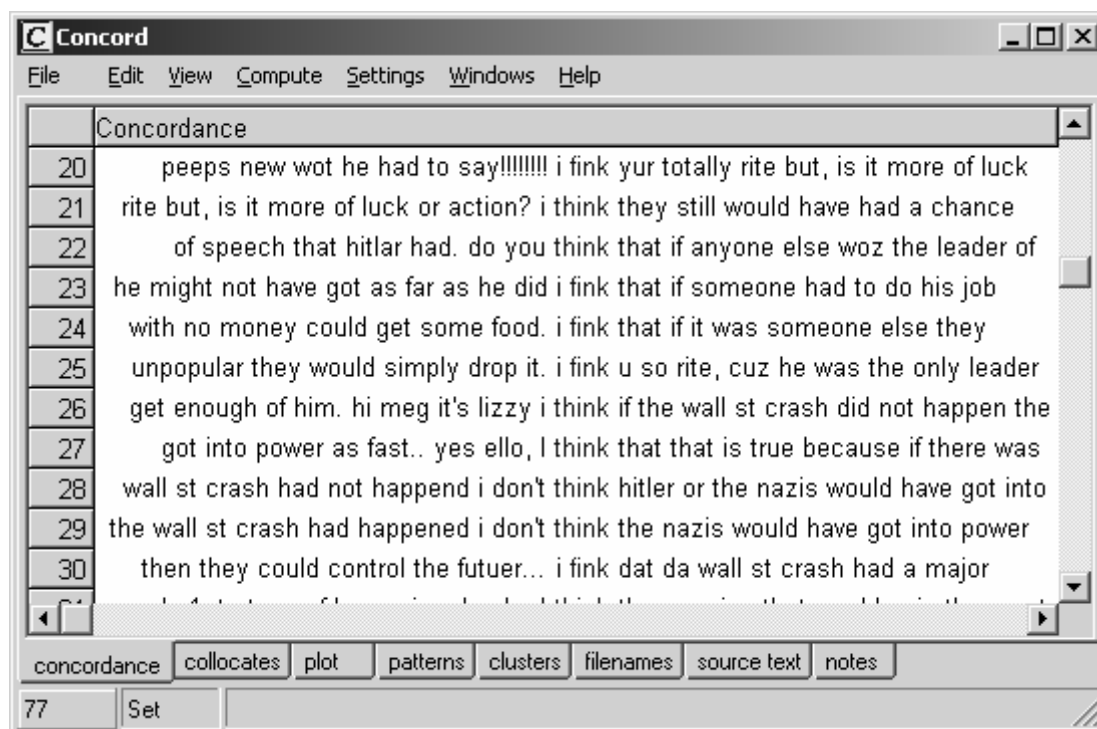 C Concord
File Edit View Compute Settings Windows Help
Concordance
20 peeps new wot he had to say!!!!!!!! i fink yur totally rite but, is it more of luck
21 rite but, is it more of luck or action? i think they still would have had a chance
22 of speech that hitlar had. do you think that if anyone else woz the leader of
23 he might not have got as far as he did i fink that if someone had to do his job
24 with no money could get some food. i fink that if it was someone else they
25 unpopular they would simply drop it. i fink u so rite, cuz he was the only leader
26 get enough of him. hi meg it's lizzy i think if the wall st crash did not happen the
27 got into power as fast.. yes ello, I think that that is true because if there was
28 wall st crash had not happend i don't think hitler or the nazis would have got into
29 the wall st crash had happened i don't think the nazis would have got into power
30 then they could control the futuer... i fink dat da wall st crash had a major
concordance collocates plot patterns clusters filenames source text notes
77 Set